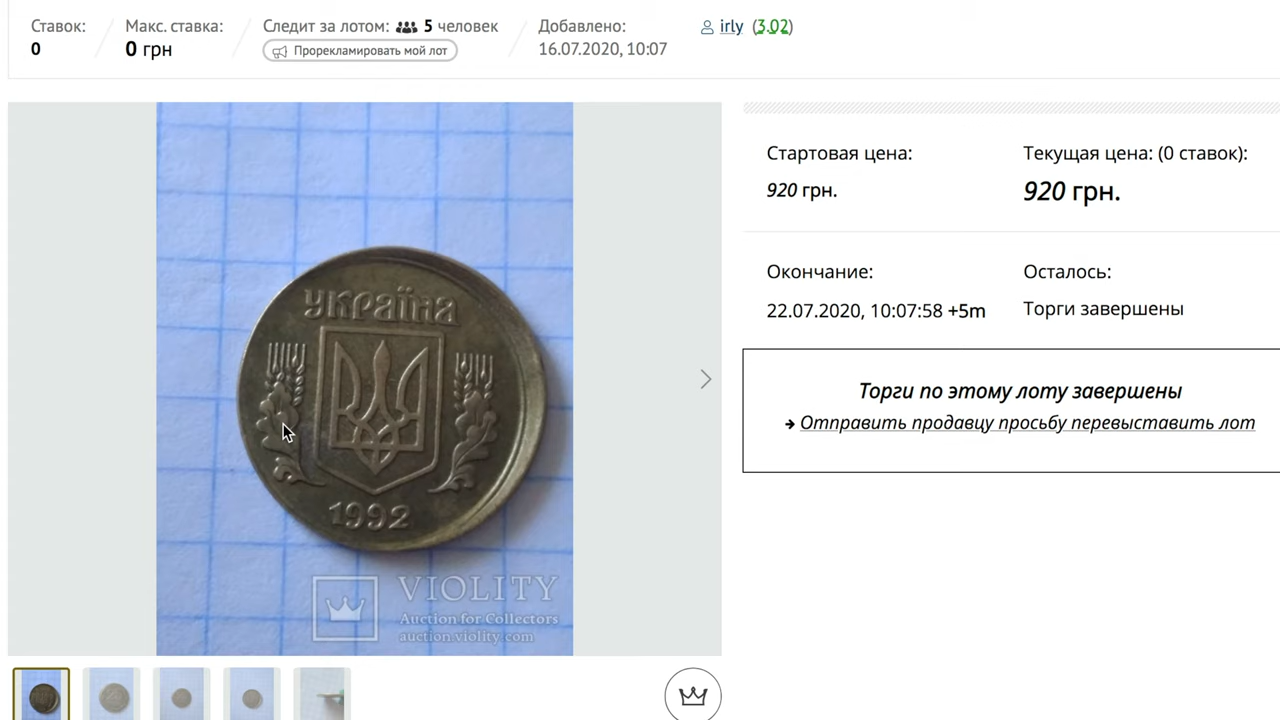 Ставок:
0
Макс. ставка:
0 грн
Следит за лотом: 5 человек
Прорекламировать мой лот
Добавлено:
16.07.2020, 10:07
irly (3.02)
україна
1992
VIOLITY
Auction for Collectors
auction.violity.com
Стартовая цена:
920 грн.
Текущая цена: (0 ставок):
920 грн.
Окончание:
22.07.2020, 10:07:58 +5m
Осталось:
Торги завершены
Торги по этому лоту завершены
Отправить продавцу просьбу перевыставить лот